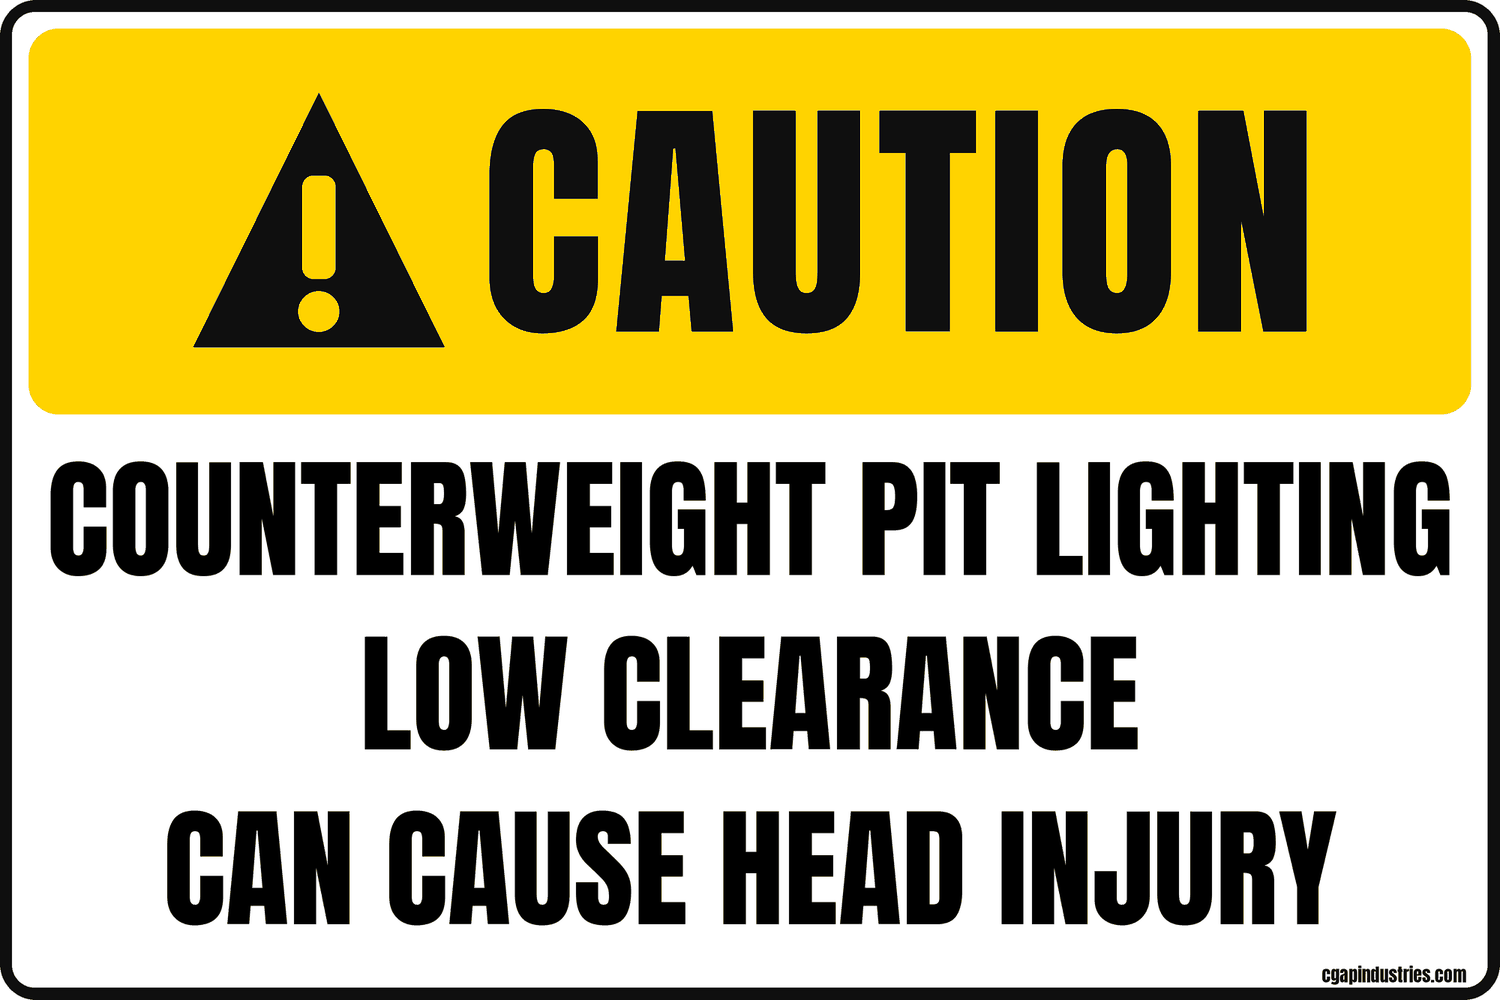 CAUTION
COUNTERWEIGHT PIT LIGHTING
LOW CLEARANCE
CAN CAUSE HEAD INJURY
cgapindustries.com